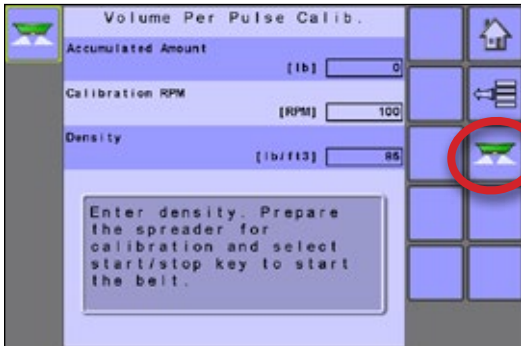 Volume Per Pulse Calib.
Accumulated Amount
[lb] 0
Calibration RPM
[RPM] 100
Density
[lb/ft3] 85
Enter density. Prepare
the spreader for
calibration and select
start/stop key to start
the belt.